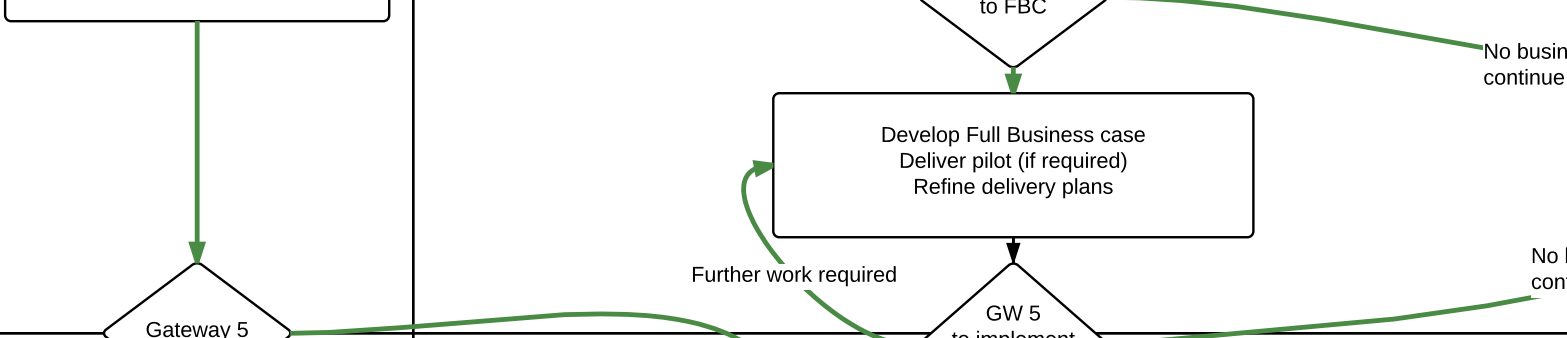 to FBC
No busin
continue
Develop Full Business case
Deliver pilot (if required)
Refine delivery plans
Further work required
No
cont
GW 5
to implement
Gateway 5